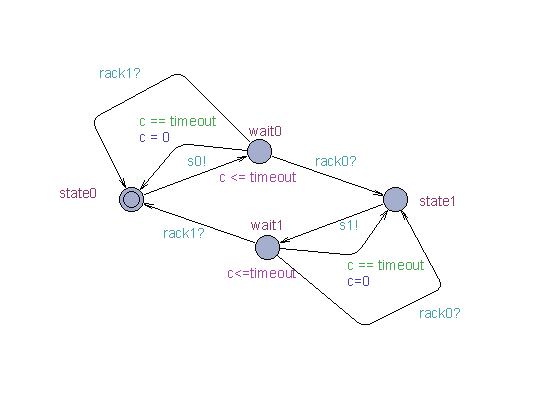 rack1?
c == timeout
wait0
c = 0
s0!
rack0?
c <= timeout
state0
state1
wait1
s1!
rack1?
c == timeout
c<=timeout
c=0
rack0?